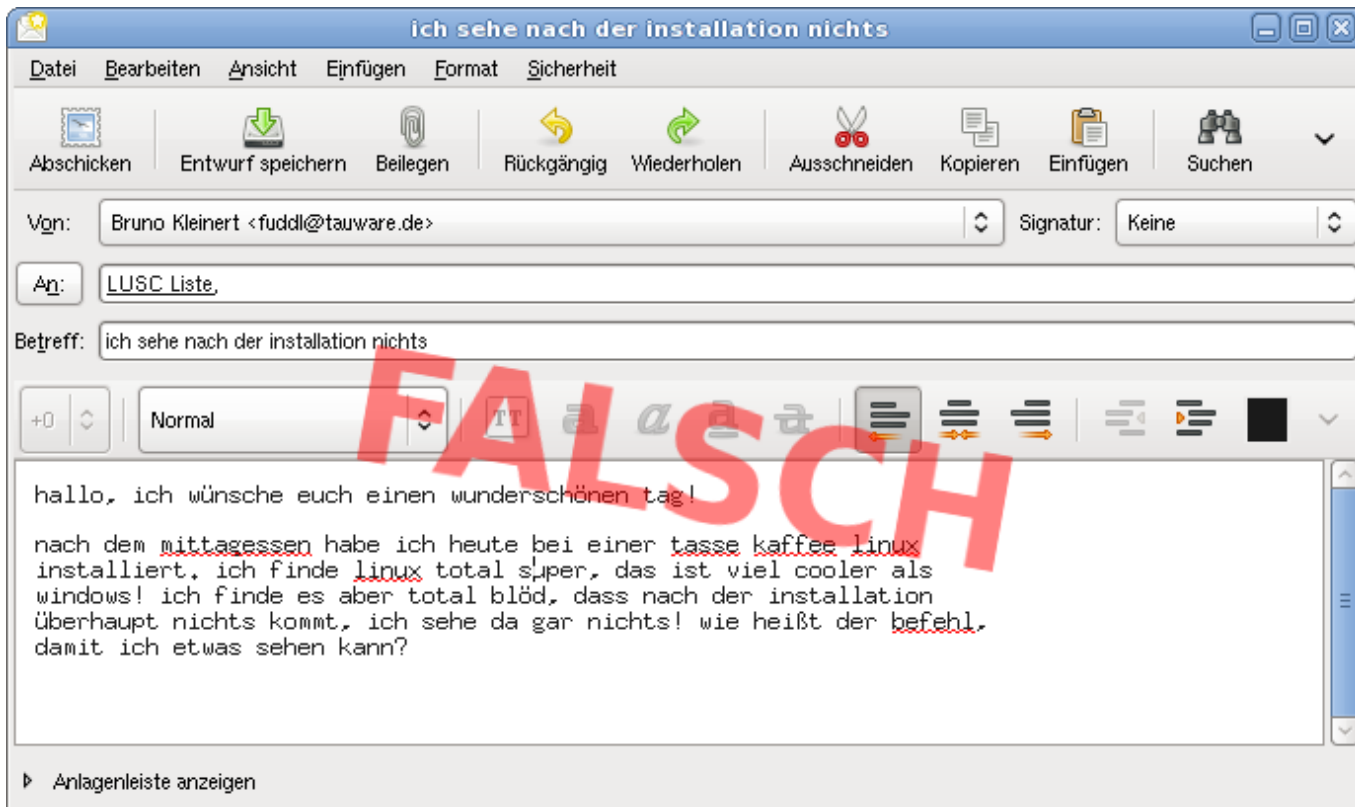 ich sehe nach der installation nichts
Datei Bearbeiten Ansicht Einfügen Format Sicherheit
Abschicken Entwurf speichern Beilegen Rückgängig Wiederholen Ausschneiden Kopieren Einfügen Suchen
Von: Bruno Kleinert <fuddl@tauware.de> Signatur: Keine
An: LUSC Liste,
Betreff: ich sehe nach der installation nichts
+0 Normal TT a a a a
FALSCH
hallo, ich wünsche euch einen wunderschönen tag!
nach dem mittagessen habe ich heute bei einer tasse kaffee linux
installiert. ich finde linux total super, das ist viel cooler als
windows! ich finde es aber total blöd, dass nach der installation
überhaupt nichts kommt, ich sehe da gar nichts! wie heißt der befehl,
damit ich etwas sehen kann?
Anlagenleiste anzeigen